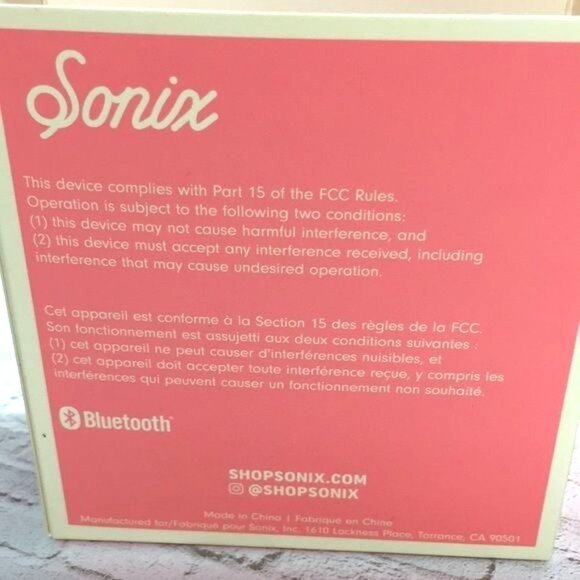 Sonix
This device complies with Part 15 of the FCC Rules.
Operation is subject to the following two conditions:
(1) this device may not cause harmful interference, and
(2) this device must accept any interference received, including
interference that may cause undesired operation.
Cet appareil est conforme à la Section 15 des règles de la FCC.
Son fonctionnement est assujetti aux deux conditions suivantes :
(1) cet appareil ne peut causer d'interférences nuisibles, et
(2) cet appareil doit accepter toute interférence reçue, y compris les
interférences qui peuvent causer un fonctionnement non souhaité.
Bluetooth
SHOPSONIX.COM
@SHOPSONIX
Made in China | Fabriqué en Chine
Manufactured for/Fabriqué pour Sonix, Inc. 1610 Lockness Place, Torrance, CA 90501